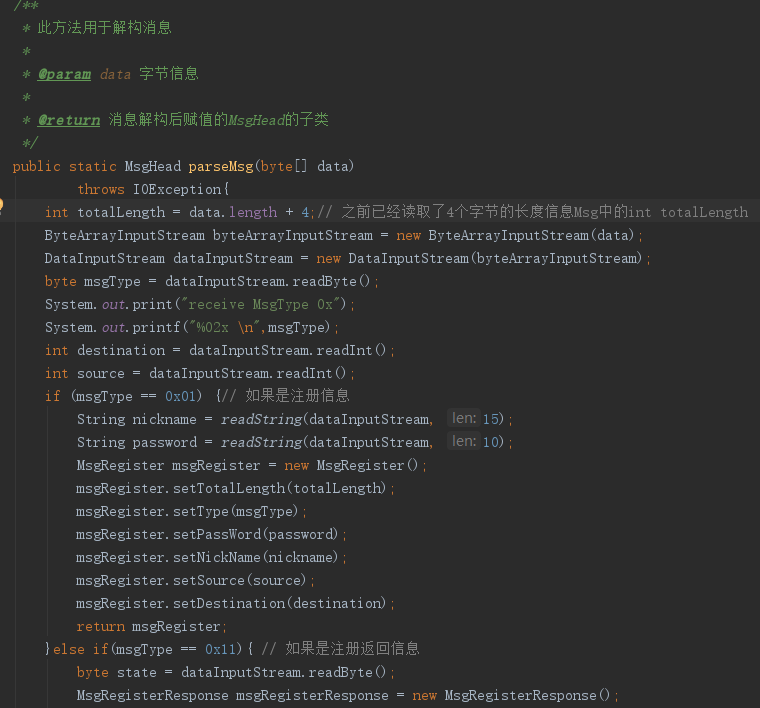 /**
 * 此方法用于解构消息
 *
 * @param data 字节信息
 *
 * @return 消息解构后赋值的MsgHead的子类
 */
public static MsgHead parseMsg(byte[] data)
        throws IOException{
    int totalLength = data.length + 4;// 之前已经读取了4个字节的长度信息Msg中的int totalLength
    ByteArrayInputStream byteArrayInputStream = new ByteArrayInputStream(data);
    DataInputStream dataInputStream = new DataInputStream(byteArrayInputStream);
    byte msgType = dataInputStream.readByte();
    System.out.print("receive MsgType 0x");
    System.out.printf("%02x \n",msgType);
    int destination = dataInputStream.readInt();
    int source = dataInputStream.readInt();
    if (msgType == 0x01) {// 如果是注册信息
        String nickname = readString(dataInputStream, len: 15);
        String password = readString(dataInputStream, len: 10);
        MsgRegister msgRegister = new MsgRegister();
        msgRegister.setTotalLength(totalLength);
        msgRegister.setType(msgType);
        msgRegister.setPassWord(password);
        msgRegister.setNickName(nickname);
        msgRegister.setSource(source);
        msgRegister.setDestination(destination);
        return msgRegister;
    }else if(msgType == 0x11){ // 如果是注册返回信息
        byte state = dataInputStream.readByte();
        MsgRegisterResponse msgRegisterResponse = new MsgRegisterResponse();